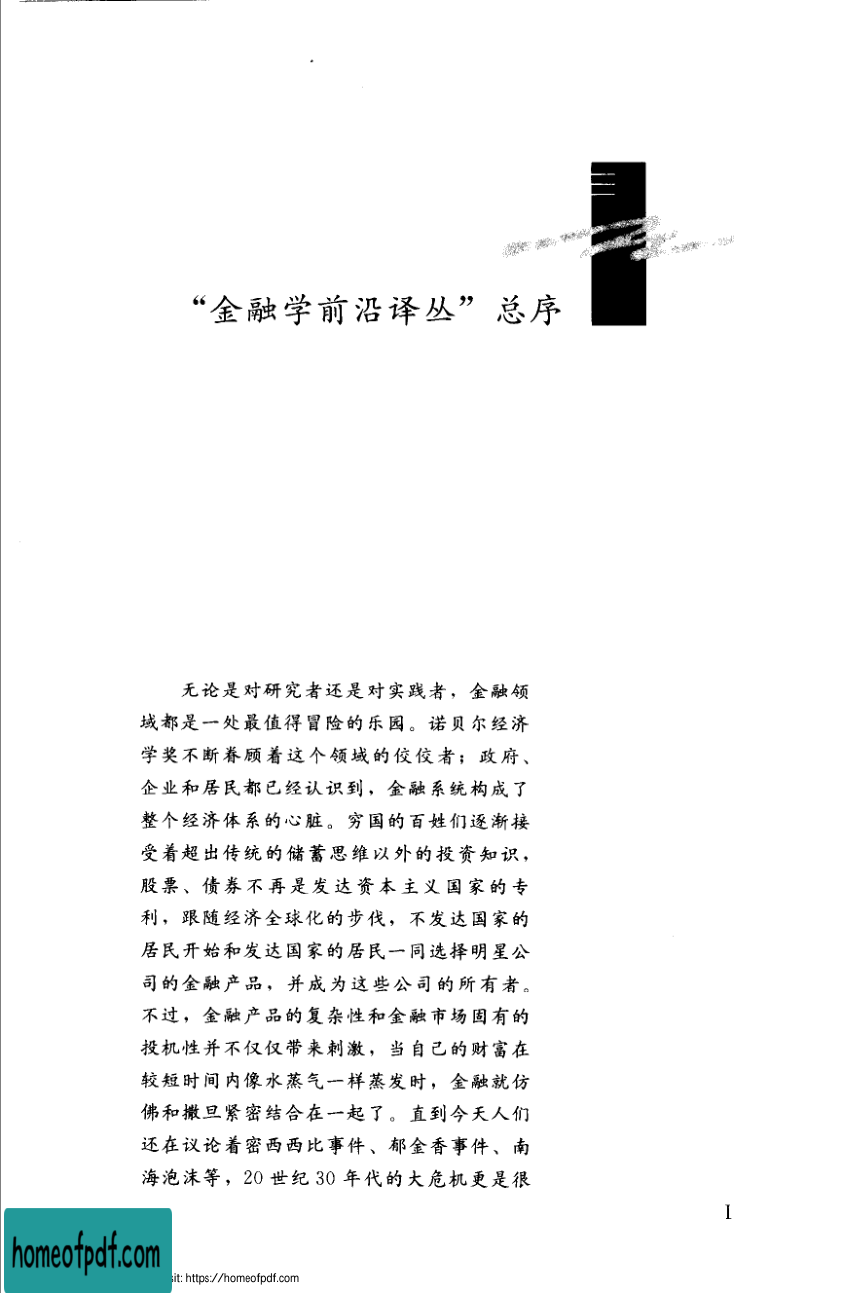 “金融学前沿译丛”总序
无论是对研究者还是对实践者，金融领
域都是一处最值得冒险的乐园。诺贝尔经济
学奖不断眷顾着这个领域的佼佼者；政府、
企业和居民都已经认识到，金融系统构成了
整个经济体系的心脏。穷国的百姓们逐渐接
受着超出传统的储蓄思维以外的投资知识，
股票、债券不再是发达资本主义国家的专
利，跟随经济全球化的步伐，不发达国家的
居民开始和发达国家的居民一同选择明星公
司的金融产品，并成为这些公司的所有者。
不过，金融产品的复杂性和金融市场固有的
投机性并不仅仅带来刺激，当自己的财富在
较短时间内像水蒸气一样蒸发时，金融就仿
佛和撒旦紧密结合在一起了。直到今天人们
还在议论着密西西比事件、郁金香事件、南
海泡沫等，20世纪30年代的大危机更是很
I
homeofpdf.com
sit: https://homeofpdf.com